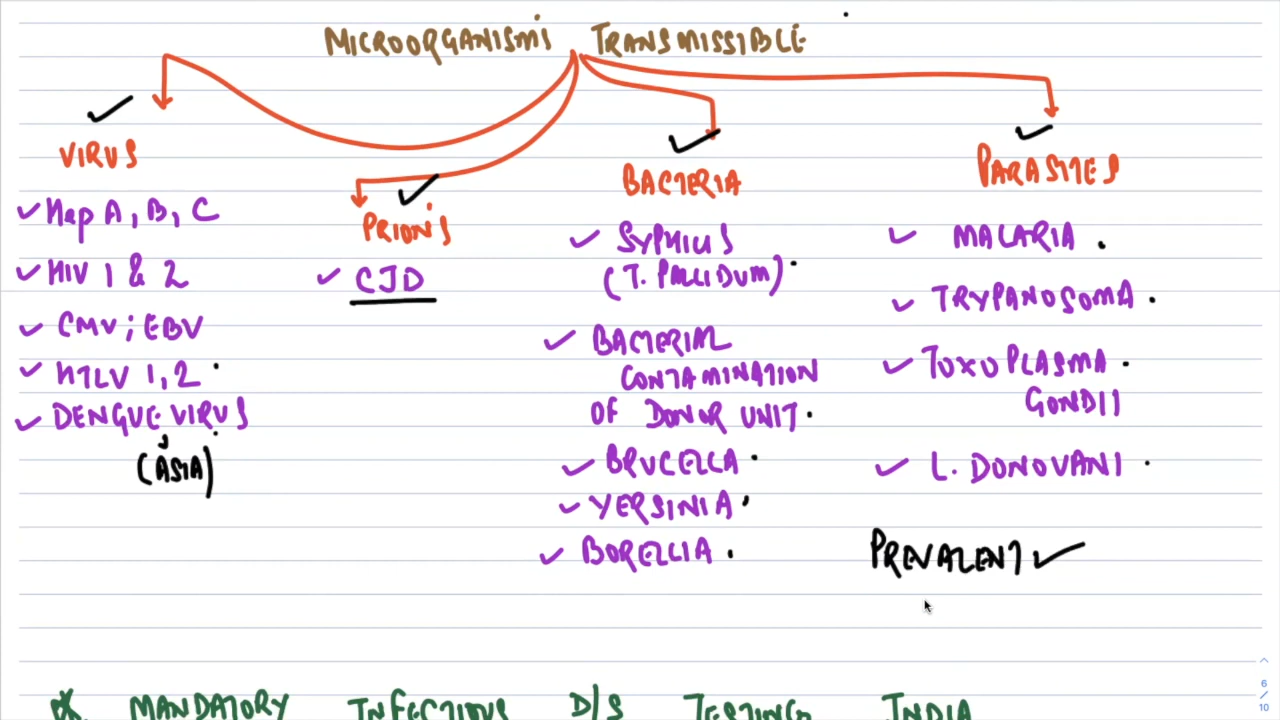 MICROORGANISMS TRANSMISSIBLE
VIRUS
Hep A, B, C
HIV 1 & 2
CMV ; EBV
HTLV 1,2
DENGUE VIRUS
(ASIA)
PRIONS
CJD
BACTERIA
SYPHILIS
(T. PALLIDUM)
BACTERIAL
CONTAMINATION
OF DONOR UNIT
BRUCELLA
YERSINIA
BORELLIA
PARASITES
MALARIA
TRYPANOSOMA
TOXOPLASMA
GONDII
L. DONOVANI
PREVALENT
MANDATORY INFECTIOUS D/S TESTING INDIA
6
/
10